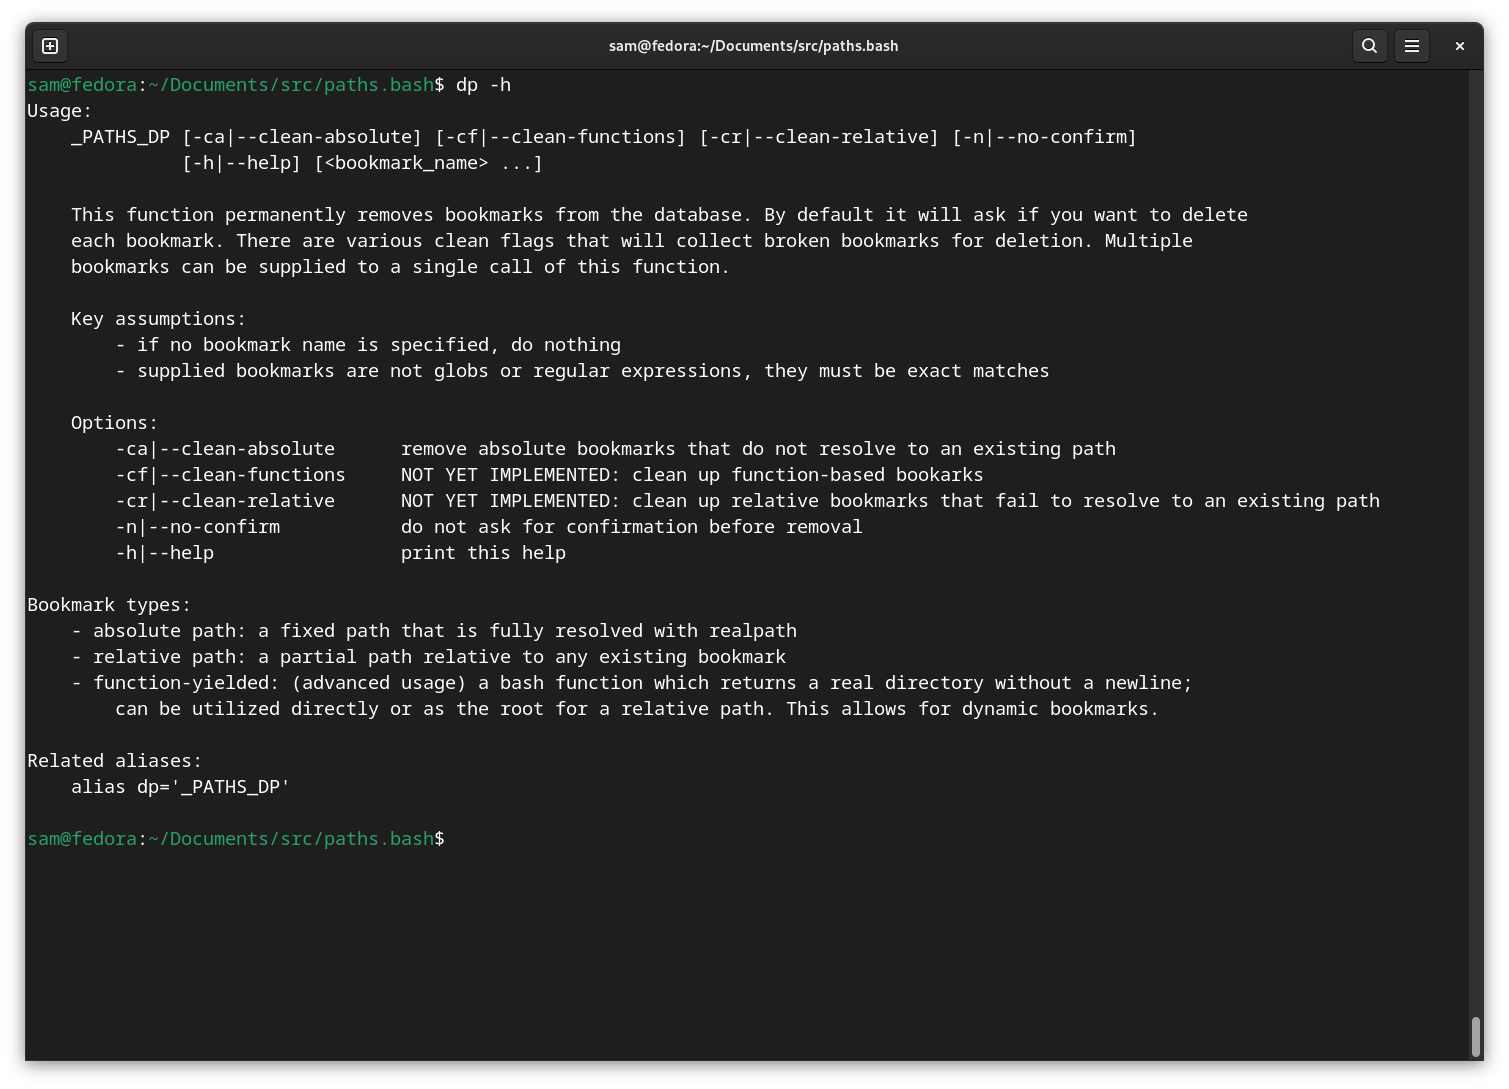 sam@fedora:~/Documents/src/paths.bash
sam@fedora:~/Documents/src/paths.bash$ dp -h
Usage:
    _PATHS_DP [-ca|--clean-absolute] [-cf|--clean-functions] [-cr|--clean-relative] [-n|--no-confirm]
              [-h|--help] [<bookmark_name> ...]

    This function permanently removes bookmarks from the database. By default it will ask if you want to delete
    each bookmark. There are various clean flags that will collect broken bookmarks for deletion. Multiple
    bookmarks can be supplied to a single call of this function.

    Key assumptions:
        - if no bookmark name is specified, do nothing
        - supplied bookmarks are not globs or regular expressions, they must be exact matches

    Options:
        -ca|--clean-absolute      remove absolute bookmarks that do not resolve to an existing path
        -cf|--clean-functions     NOT YET IMPLEMENTED: clean up function-based bookarks
        -cr|--clean-relative      NOT YET IMPLEMENTED: clean up relative bookmarks that fail to resolve to an existing path
        -n|--no-confirm           do not ask for confirmation before removal
        -h|--help                 print this help

Bookmark types:
    - absolute path: a fixed path that is fully resolved with realpath
    - relative path: a partial path relative to any existing bookmark
    - function-yielded: (advanced usage) a bash function which returns a real directory without a newline;
        can be utilized directly or as the root for a relative path. This allows for dynamic bookmarks.

Related aliases:
    alias dp='_PATHS_DP'

sam@fedora:~/Documents/src/paths.bash$